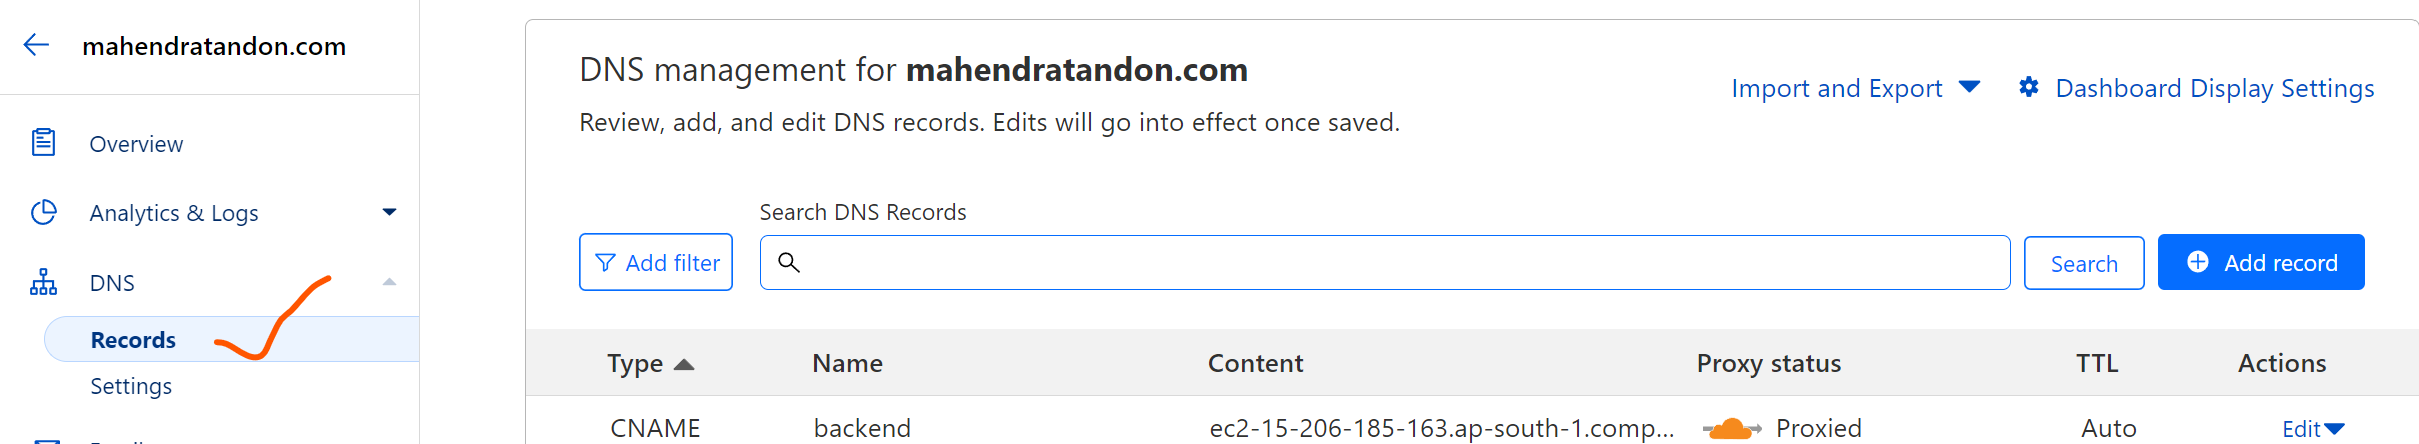 mahendratandon.com
Overview
Analytics & Logs
DNS
Records
Settings
DNS management for mahendratandon.com
Review, add, and edit DNS records. Edits will go into effect once saved.
Import and Export
Dashboard Display Settings
Search DNS Records
Add filter
Search
Add record
Type Name Content Proxy status TTL Actions
CNAME backend ec2-15-206-185-163.ap-south-1.comp... Proxied Auto Edit